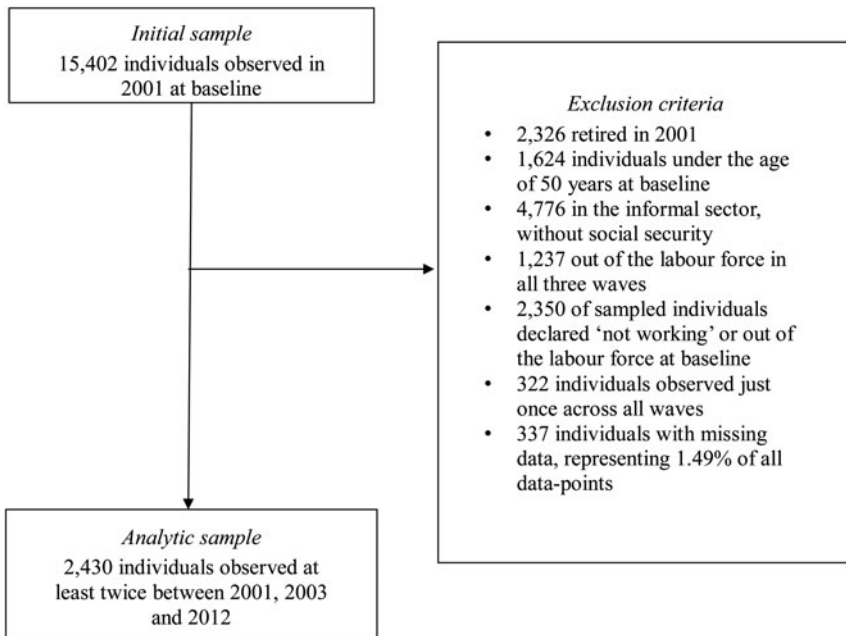 Initial sample
15,402 individuals observed in
2001 at baseline
Exclusion criteria
• 2,326 retired in 2001
• 1,624 individuals under the age
of 50 years at baseline
• 4,776 in the informal sector,
without social security
• 1,237 out of the labour force in
all three waves
• 2,350 of sampled individuals
declared ‘not working’ or out of
the labour force at baseline
• 322 individuals observed just
once across all waves
• 337 individuals with missing
data, representing 1.49% of all
data-points
Analytic sample
2,430 individuals observed at
least twice between 2001, 2003
and 2012